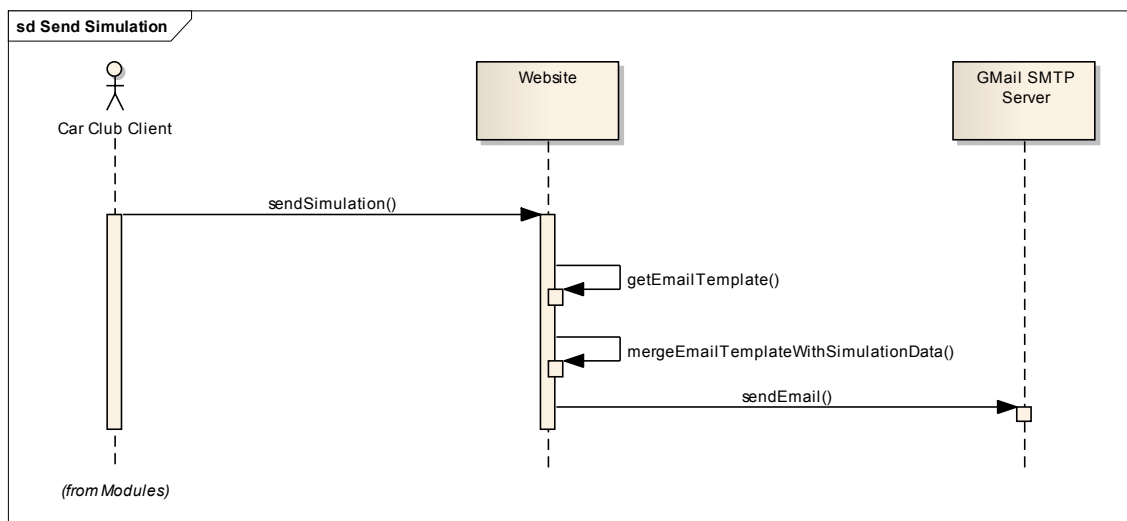 sd Send Simulation
Website
GMail SMTP
Server
Car Club Client
sendSimulation()
getEmailTemplate()
mergeEmailTemplateWithSimulationData()
sendEmail()
(from Modules)